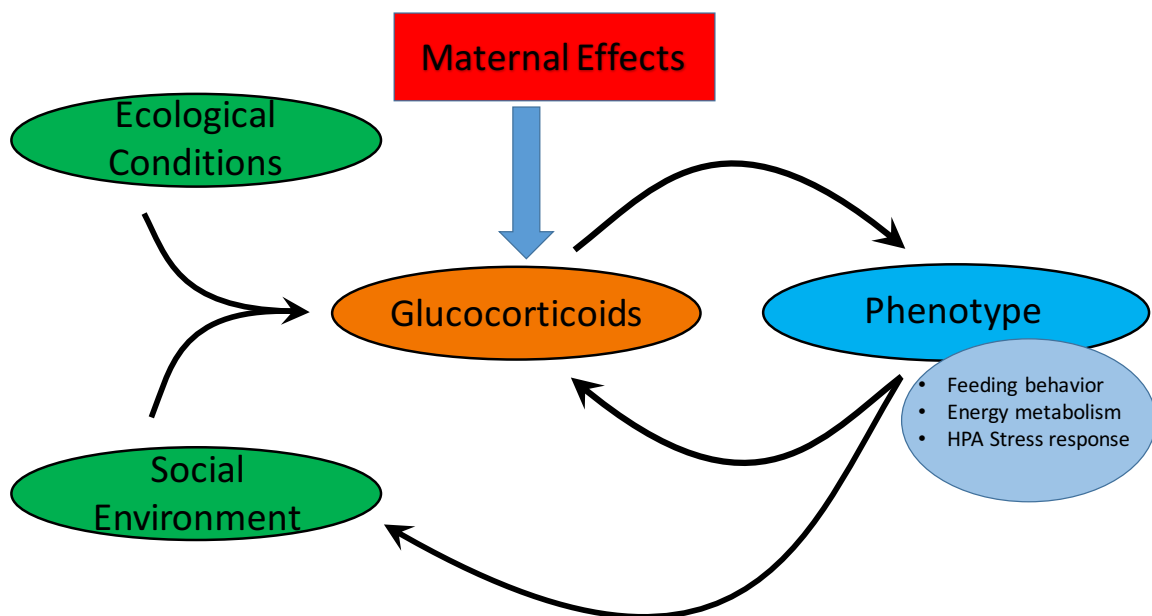 Maternal Effects
Ecological
Conditions
Glucocorticoids
Phenotype
• Feeding behavior
• Energy metabolism
• HPA Stress response
Social
Environment